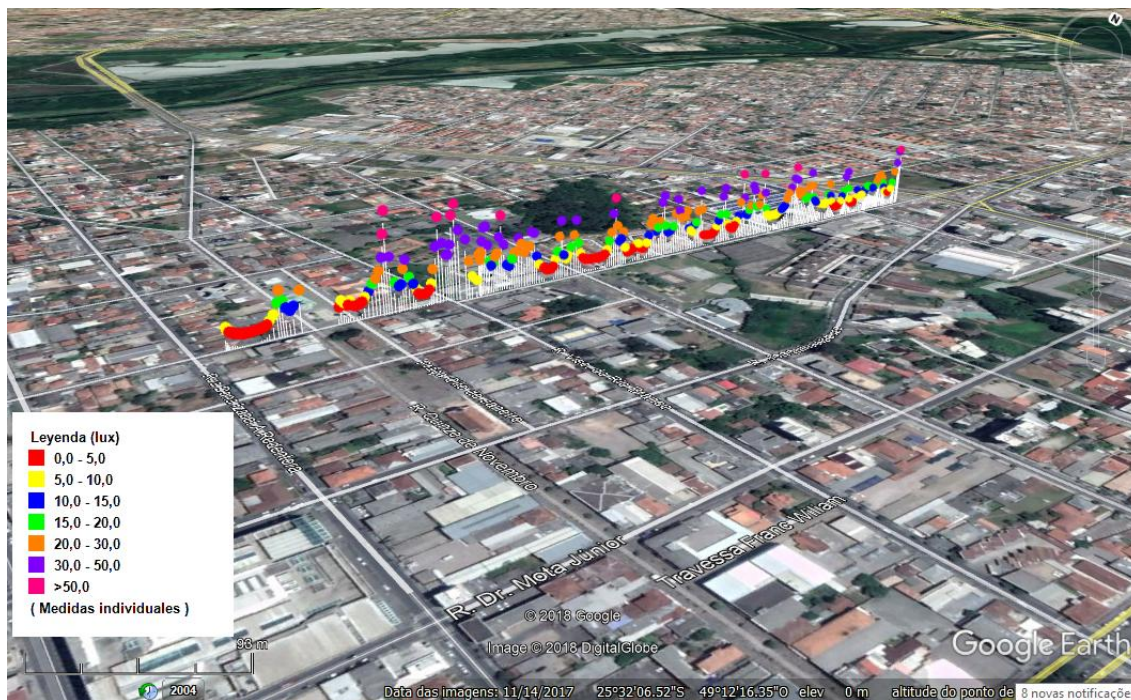 N
R. Quinze de Novembro
R. Dr. Mota Júnior
Travessa Franc Willam
Leyenda (lux)
0,0 - 5,0
5,0 - 10,0
10,0 - 15,0
15,0 - 20,0
20,0 - 30,0
30,0 - 50,0
>50,0
( Medidas individuales )
93 m
© 2018 Google
Image © 2018 DigitalGlobe
Google Earth
2004
Data das imagens: 11/14/2017 25°32'06.52"S 49°12'16.35"O elev 0 m altitude do ponto de
8 novas notificaçõe